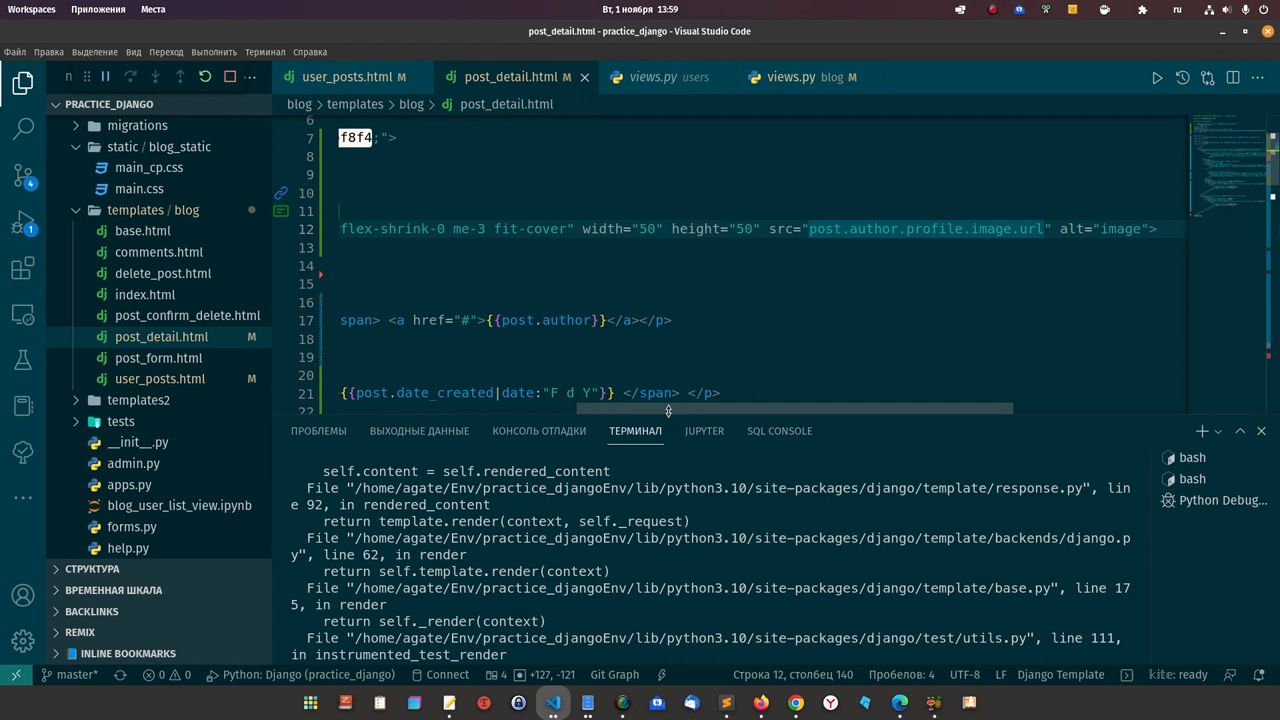 Workspaces Приложения Места Вт, 1 ноября 13:59 ru
post_detail.html - practice_django - Visual Studio Code
Файл Правка Выделение Вид Переход Выполнить Терминал Справка
user_posts.html M post_detail.html M views.py users views.py blog M
PRACTICE_DJANGO
blog templates blog post_detail.html
migrations
static / blog_static
main_cp.css
main.css
templates / blog
base.html
comments.html
delete_post.html
index.html
post_confirm_delete.html
post_detail.html M
post_form.html
user_posts.html M
templates2
tests
__init__.py
admin.py
apps.py
blog_user_list_view.ipynb
forms.py
help.py
СТРУКТУРА
ВРЕМЕННАЯ ШКАЛА
BACKLINKS
REMIX
INLINE BOOKMARKS
4
1
6
7 f8f4;">
8
9
10
11
12 flex-shrink-0 me-3 fit-cover" width="50" height="50" src="post.author.profile.image.url" alt="image">
13
14
15
16
17 span> <a href="#">{{post.author}}</a></p>
18
19
20
21 {{post.date_created|date:"F d Y"}} </span> </p>
22
ПРОБЛЕМЫ ВЫХОДНЫЕ ДАННЫЕ КОНСОЛЬ ОТЛАДКИ ТЕРМИНАЛ JUPYTER SQL CONSOLE
self.content = self.rendered_content
File "/home/agate/Env/practice_djangoEnv/lib/python3.10/site-packages/django/template/response.py", lin
e 92, in rendered_content
return template.render(context, self._request)
File "/home/agate/Env/practice_djangoEnv/lib/python3.10/site-packages/django/template/backends/django.p
y", line 62, in render
return self.template.render(context)
File "/home/agate/Env/practice_djangoEnv/lib/python3.10/site-packages/django/template/base.py", line 17
5, in render
return self._render(context)
File "/home/agate/Env/practice_djangoEnv/lib/python3.10/site-packages/django/test/utils.py", line 111,
in instrumented_test_render
bash
bash
Python Debug...
master* 0 0 Python: Django (practice_django) Connect 4 +127, -121 Git Graph Строка 12, столбец 140 Пробелов: 4 UTF-8 LF Django Template kite: ready